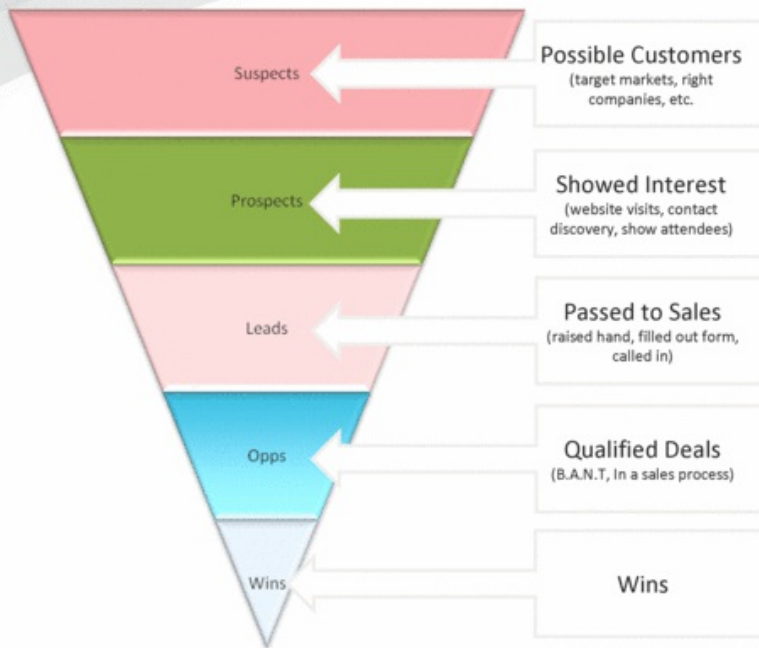 Suspects
Possible Customers
(target markets, right
companies, etc.
Prospects
Showed Interest
(website visits, contact
discovery, show attendees)
Leads
Passed to Sales
(raised hand, filled out form,
called in)
Opps
Qualified Deals
(B.A.N.T, In a sales process)
Wins
Wins